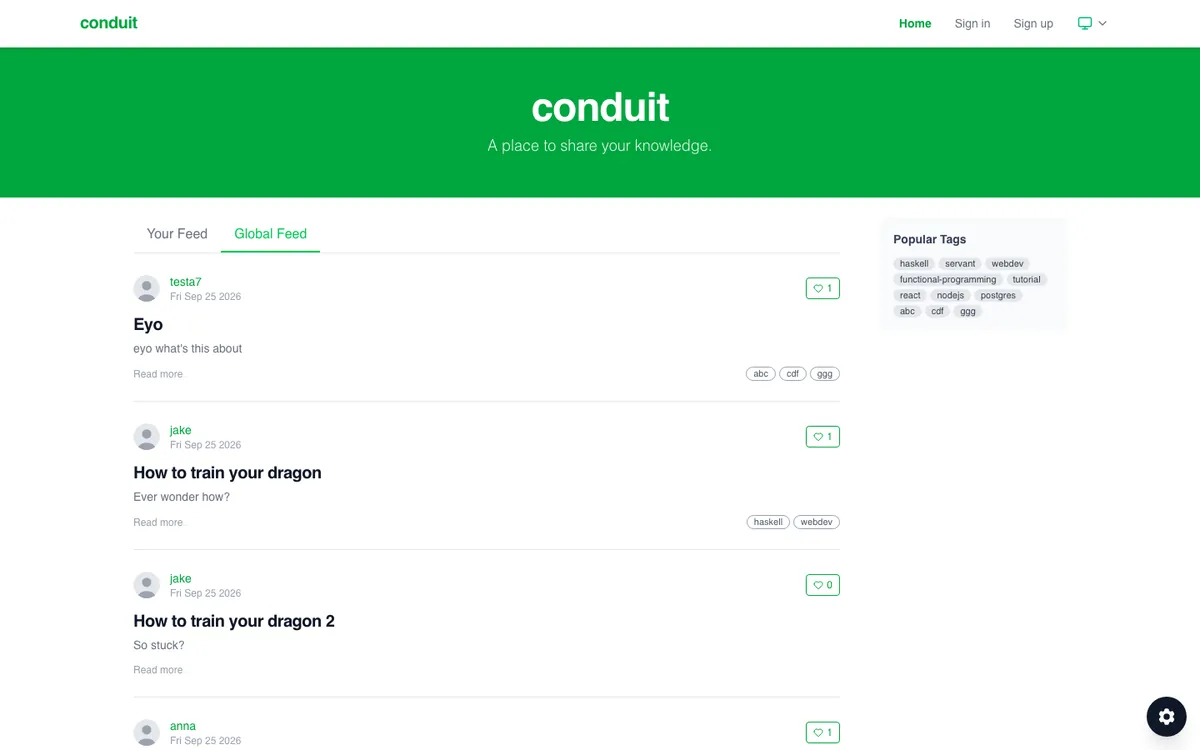 conduit
Home Sign in Sign up
conduit
A place to share your knowledge.
Your Feed Global Feed
Popular Tags
haskell servant webdev
functional-programming tutorial
react nodejs postgres
abc cdf ggg
testa7
Fri Sep 25 2026
1
Eyo
eyo what's this about
Read more
abc cdf ggg
jake
Fri Sep 25 2026
1
How to train your dragon
Ever wonder how?
Read more
haskell webdev
jake
Fri Sep 25 2026
0
How to train your dragon 2
So stuck?
Read more
anna
Fri Sep 25 2026
1